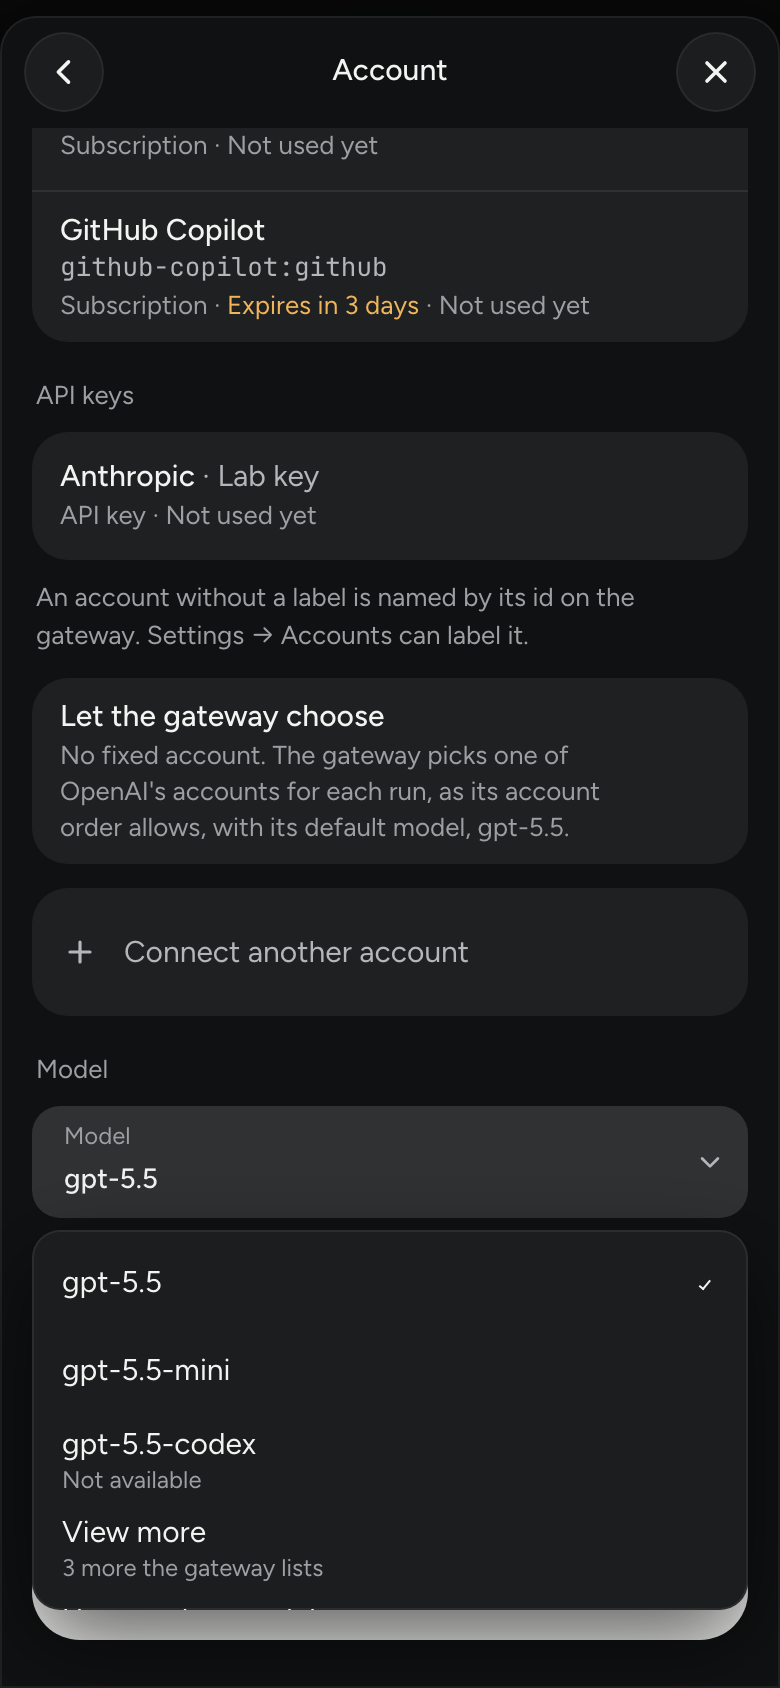 Account
Subscription · Not used yet
GitHub Copilot
github-copilot:github
Subscription · Expires in 3 days · Not used yet
API keys
Anthropic · Lab key
API key · Not used yet
An account without a label is named by its id on the
gateway. Settings → Accounts can label it.
Let the gateway choose
No fixed account. The gateway picks one of
OpenAI's accounts for each run, as its account
order allows, with its default model, gpt-5.5.
Connect another account
Model
Model
gpt-5.5
gpt-5.5
gpt-5.5-mini
gpt-5.5-codex
Not available
View more
3 more the gateway lists